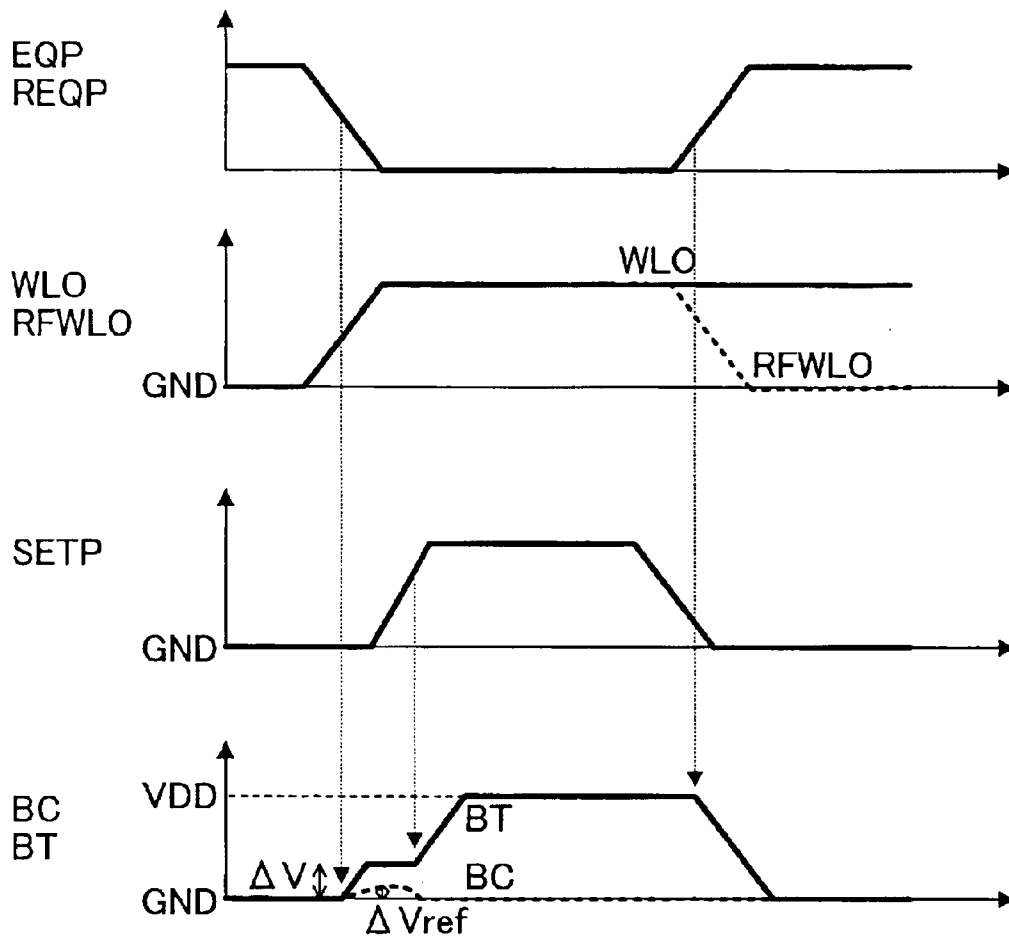 EQP
REQP
WLO
WLO
RFWLO
RFWLO
GND
SETP
GND
VDD
BC
BT
BT
ΔV
BC
GND
ΔVref